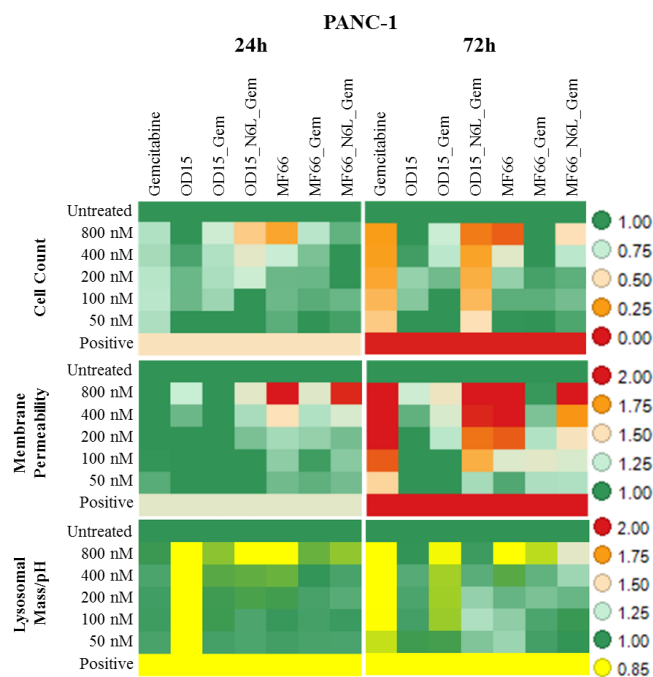 PANC-1
24h 72h
Gemcitabine OD15 OD15_Gem OD15_N6L_Gem MF66 MF66_Gem MF66_N6L_Gem Gemcitabine OD15 OD15_Gem OD15_N6L_Gem MF66 MF66_Gem MF66_N6L_Gem
Cell Count
Untreated
800 nM
400 nM
200 nM
100 nM
50 nM
Positive
1.00
0.75
0.50
0.25
0.00
Membrane
Permeability
Untreated
800 nM
400 nM
200 nM
100 nM
50 nM
Positive
2.00
1.75
1.50
1.25
1.00
Lysosomal
Mass/pH
Untreated
800 nM
400 nM
200 nM
100 nM
50 nM
Positive
2.00
1.75
1.50
1.25
1.00
0.85